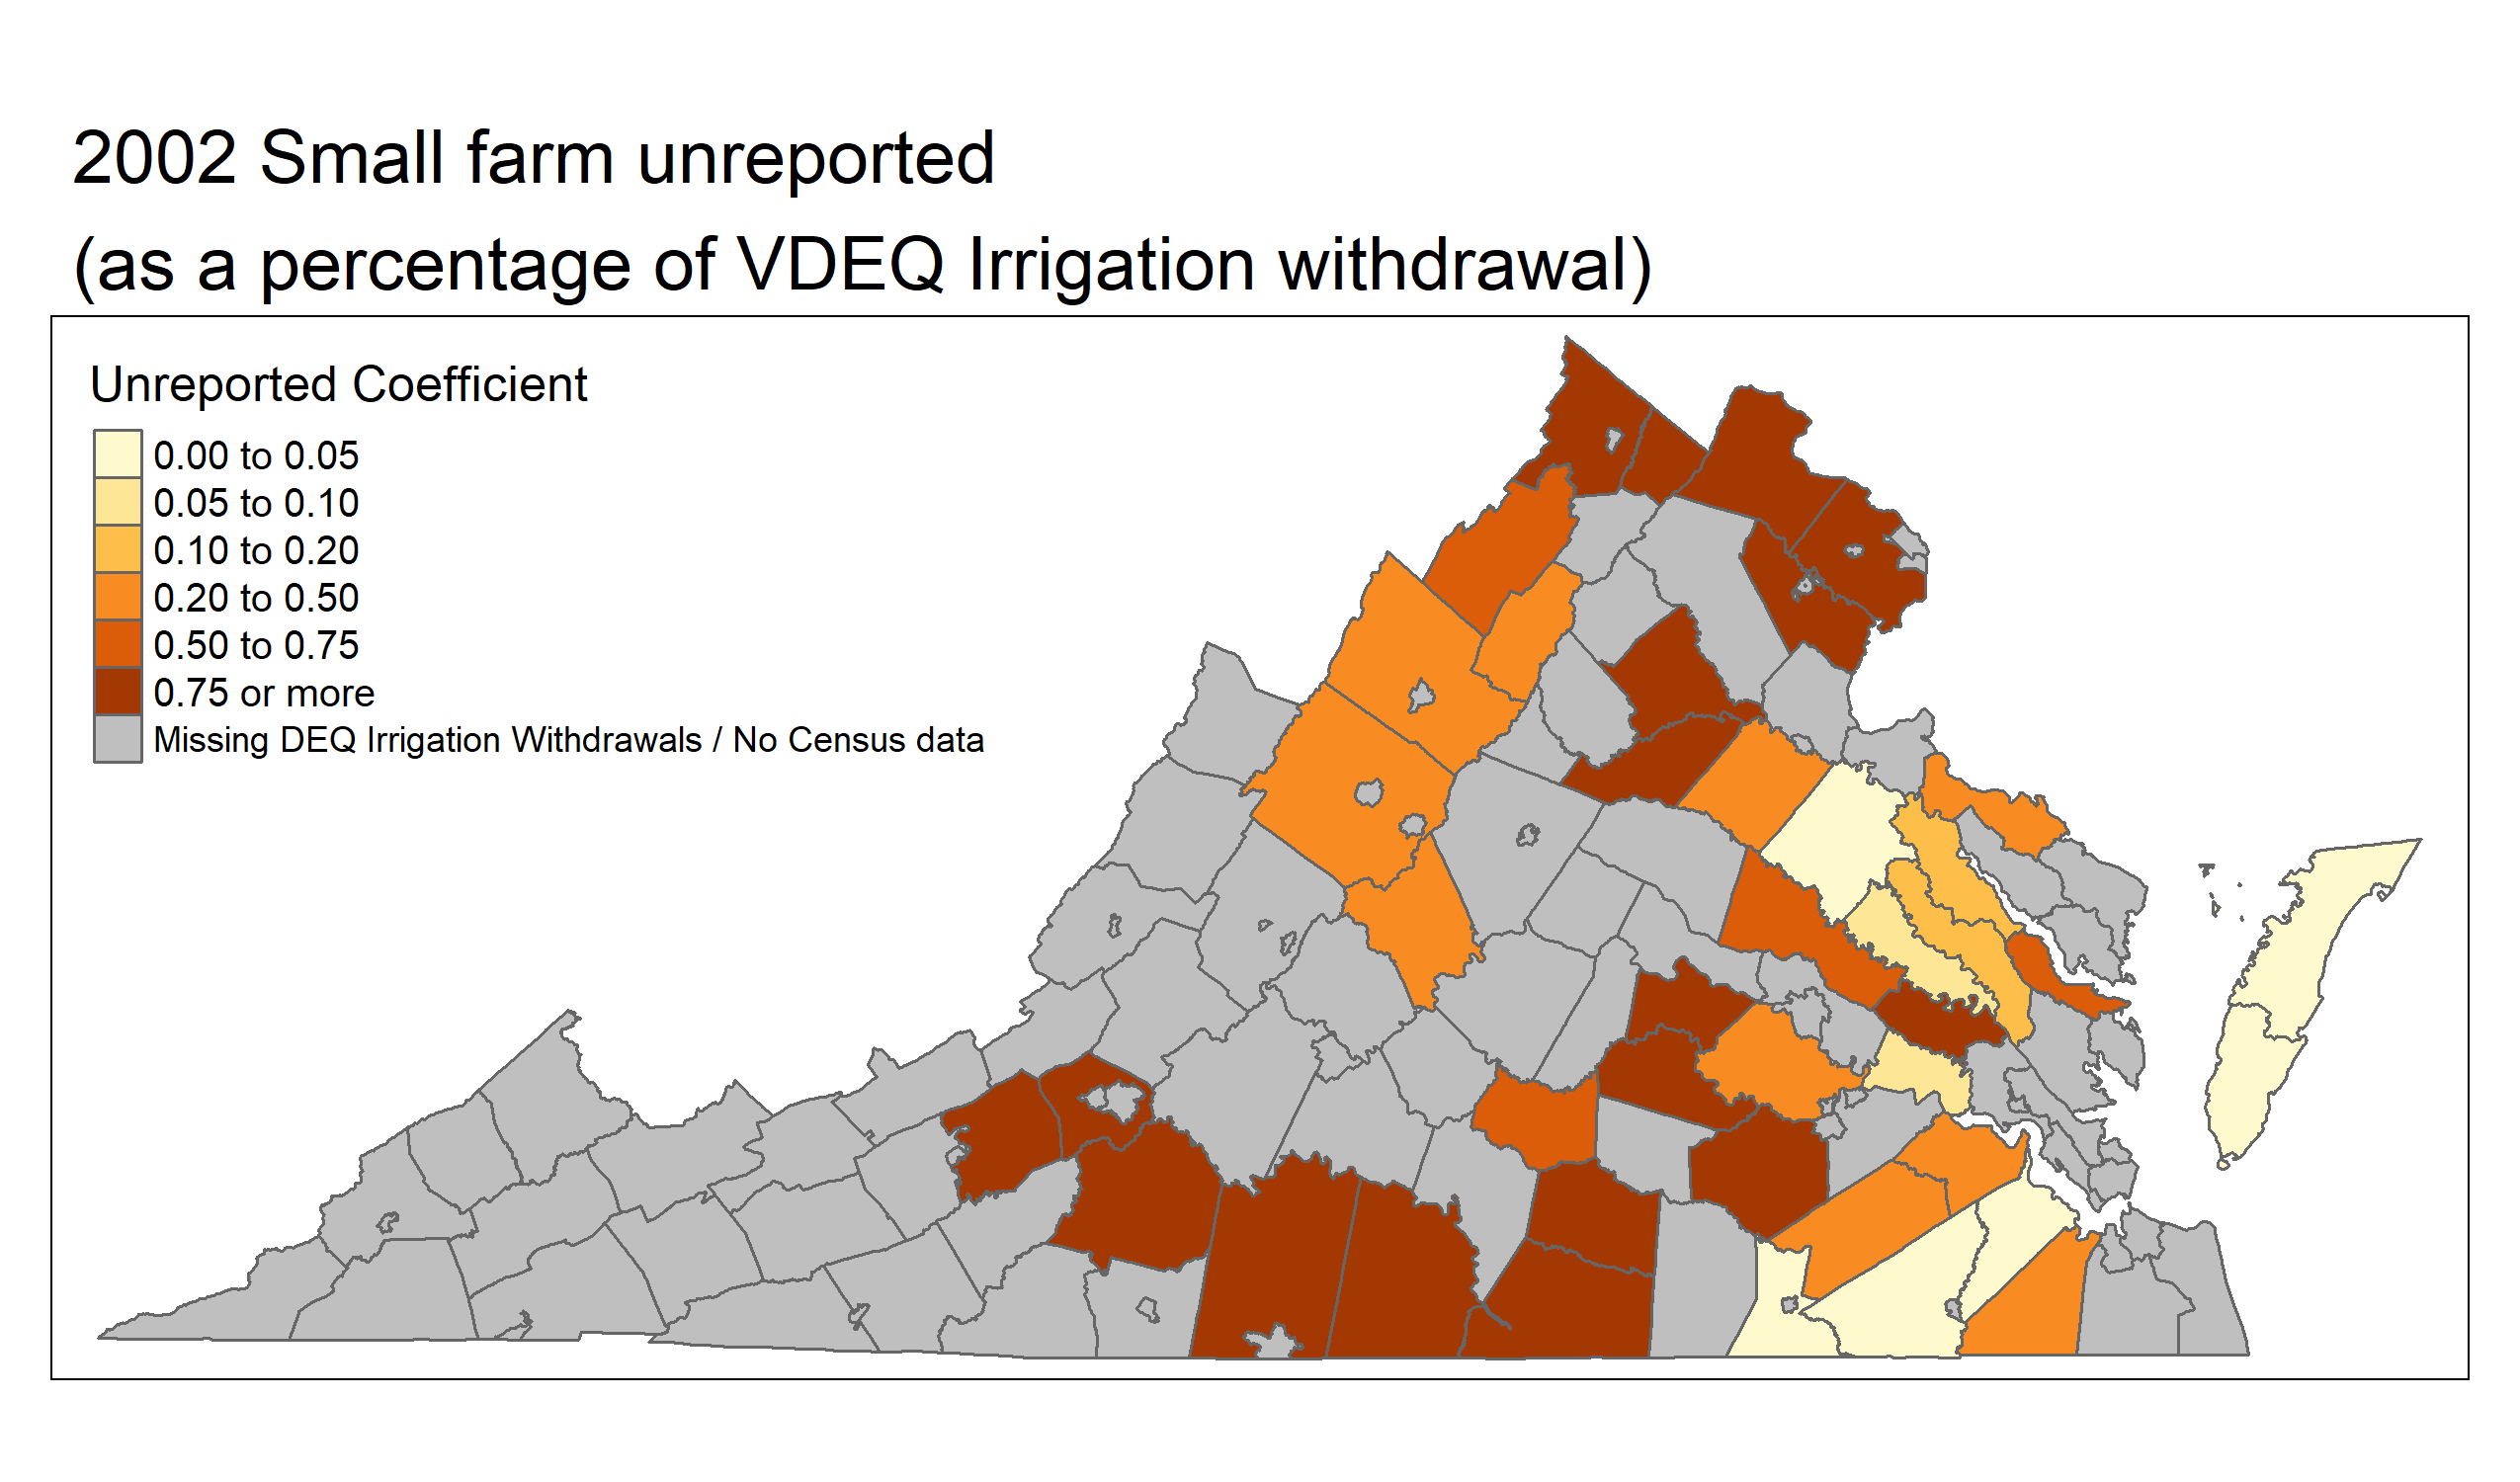 2002 Small farm unreported
(as a percentage of VDEQ Irrigation withdrawal)
Unreported Coefficient
0.00 to 0.05
0.05 to 0.10
0.10 to 0.20
0.20 to 0.50
0.50 to 0.75
0.75 or more
Missing DEQ Irrigation Withdrawals / No Census data